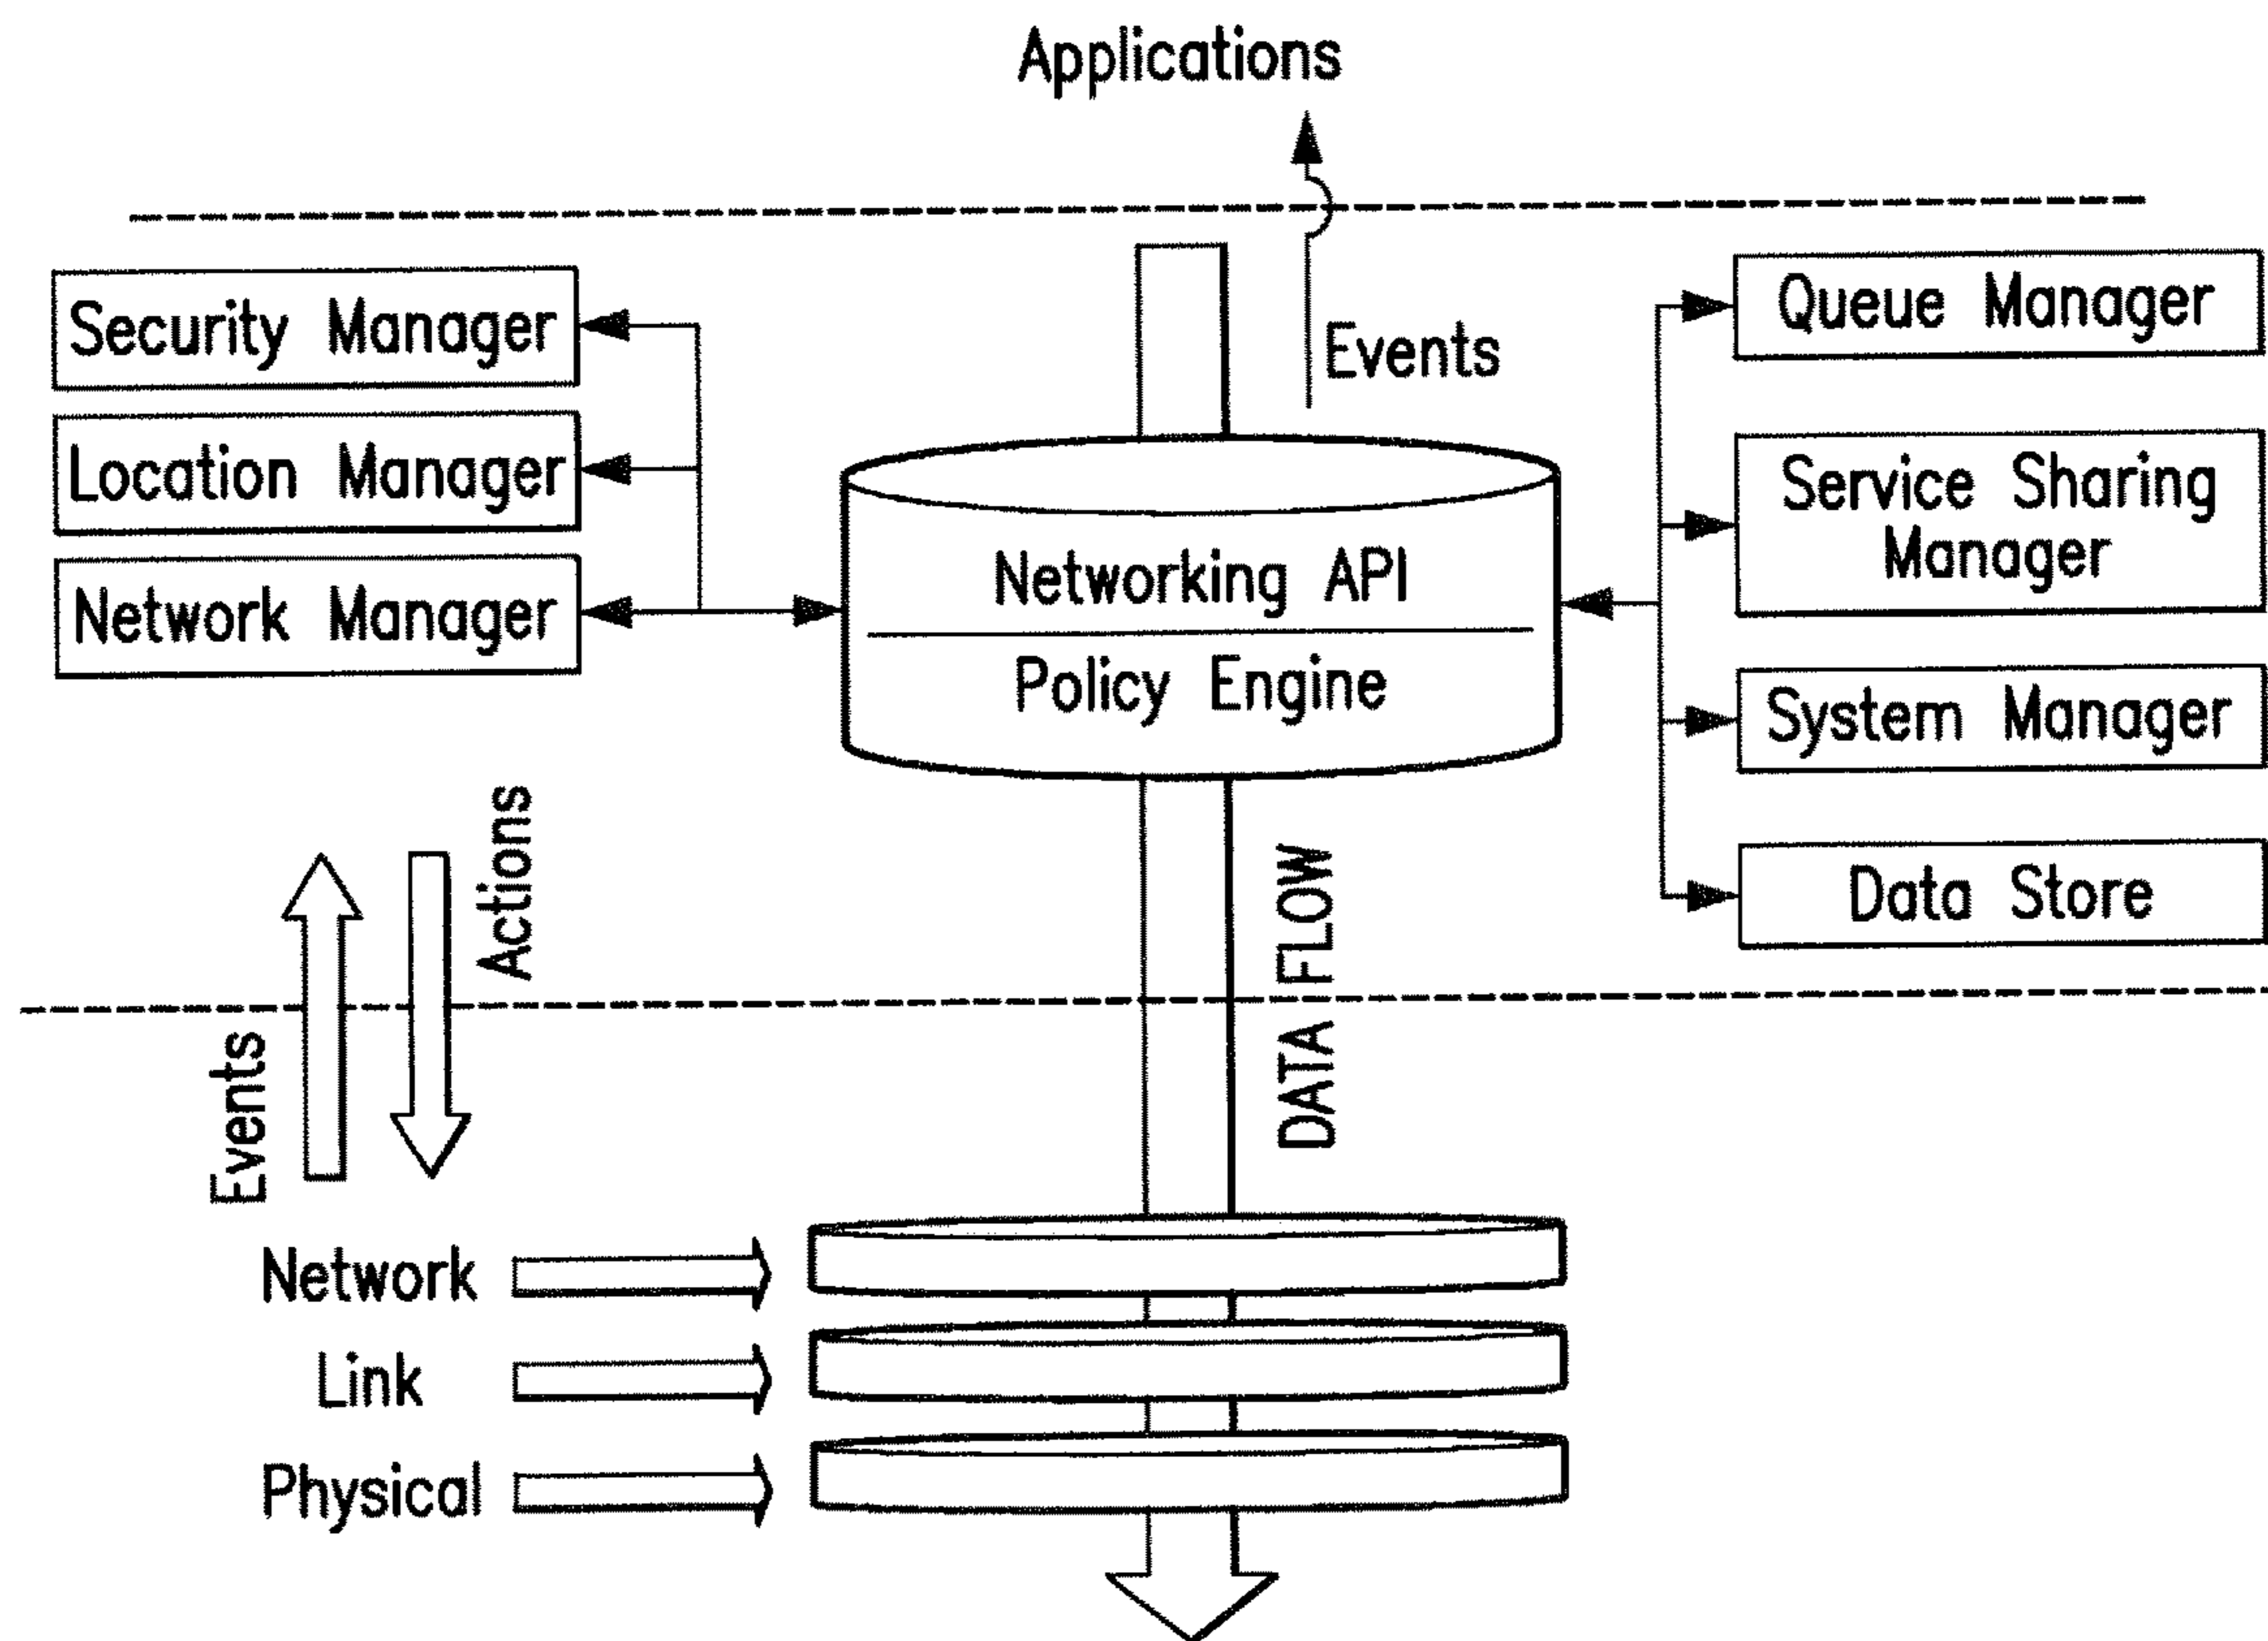 Applications
Events
Security Manager
Location Manager
Network Manager
Networking API
Policy Engine
Queue Manager
Service Sharing
Manager
System Manager
Data Store
Actions
Events
DATA FLOW
Network
Link
Physical